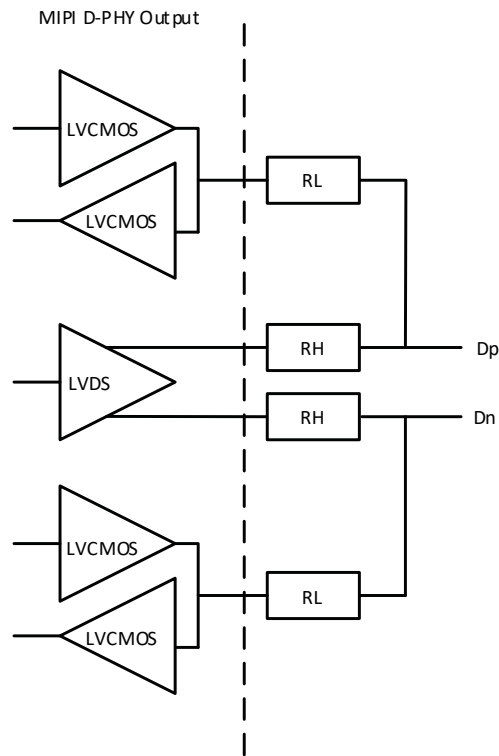 MIPI D-PHY Output
LVCMOS
RL
LVCMOS
RH
Dp
LVDS
RH
Dn
LVCMOS
RL
LVCMOS